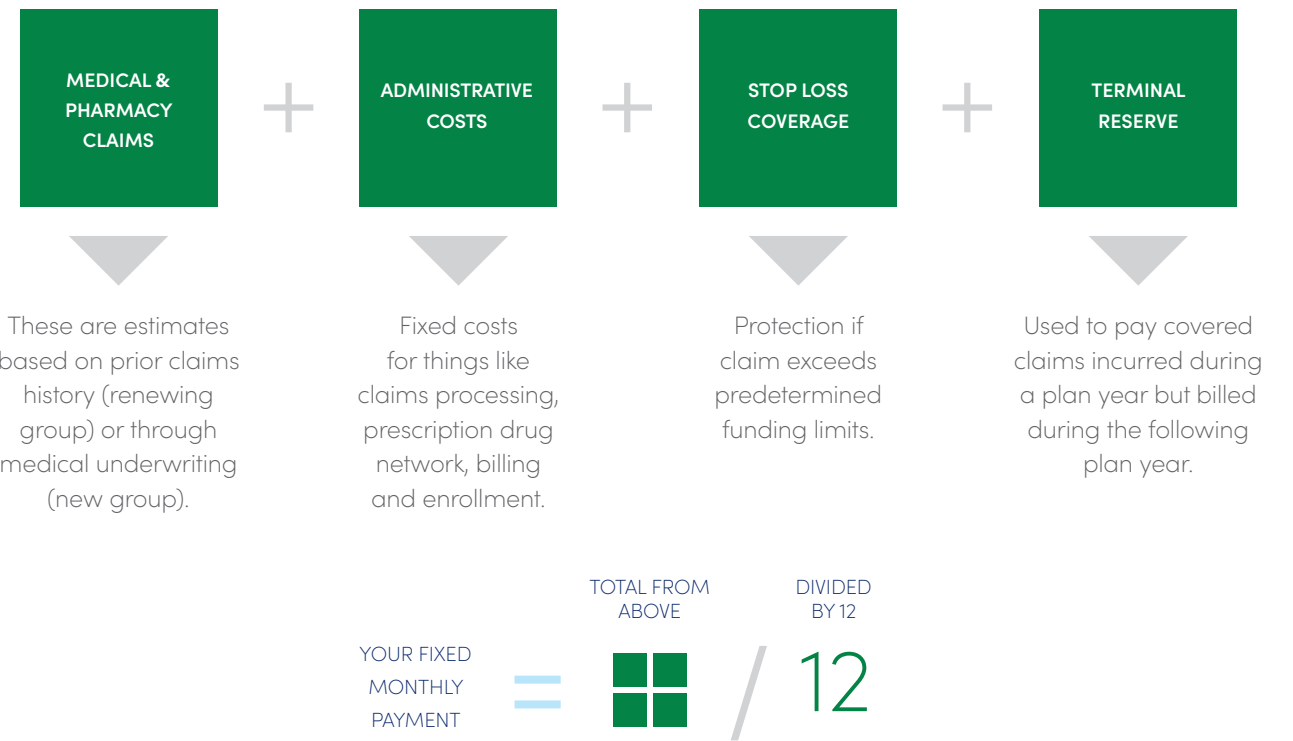 MEDICAL &
PHARMACY
CLAIMS
+
ADMINISTRATIVE
COSTS
+
STOP LOSS
COVERAGE
+
TERMINAL
RESERVE
These are estimates
based on prior claims
history (renewing
group) or through
medical underwriting
(new group).
Fixed costs
for things like
claims processing,
prescription drug
network, billing
and enrollment.
Protection if
claim exceeds
predetermined
funding limits.
Used to pay covered
claims incurred during
a plan year but billed
during the following
plan year.
YOUR FIXED
MONTHLY
PAYMENT
=
TOTAL FROM
ABOVE
/
DIVIDED
BY 12
12